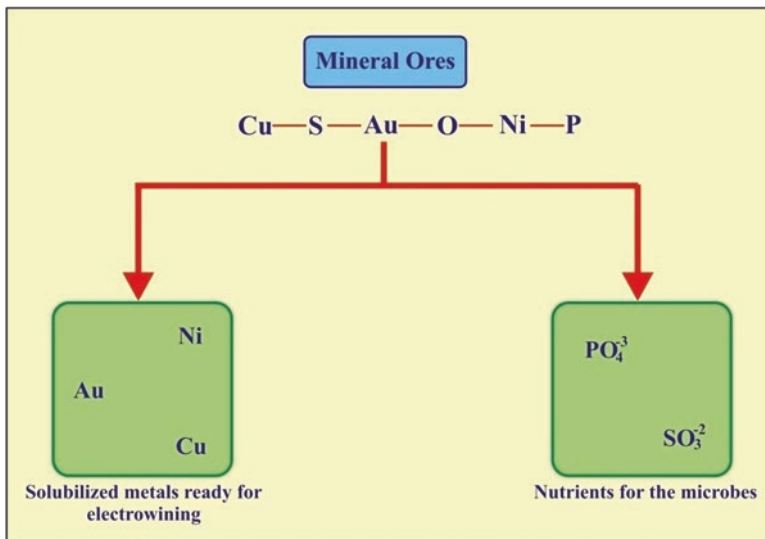 Mineral Ores
Cu—S—Au—O—Ni—P
Ni
Au
Cu
PO₄⁻³
SO₃⁻²
Solubilized metals ready for
electrowining
Nutrients for the microbes